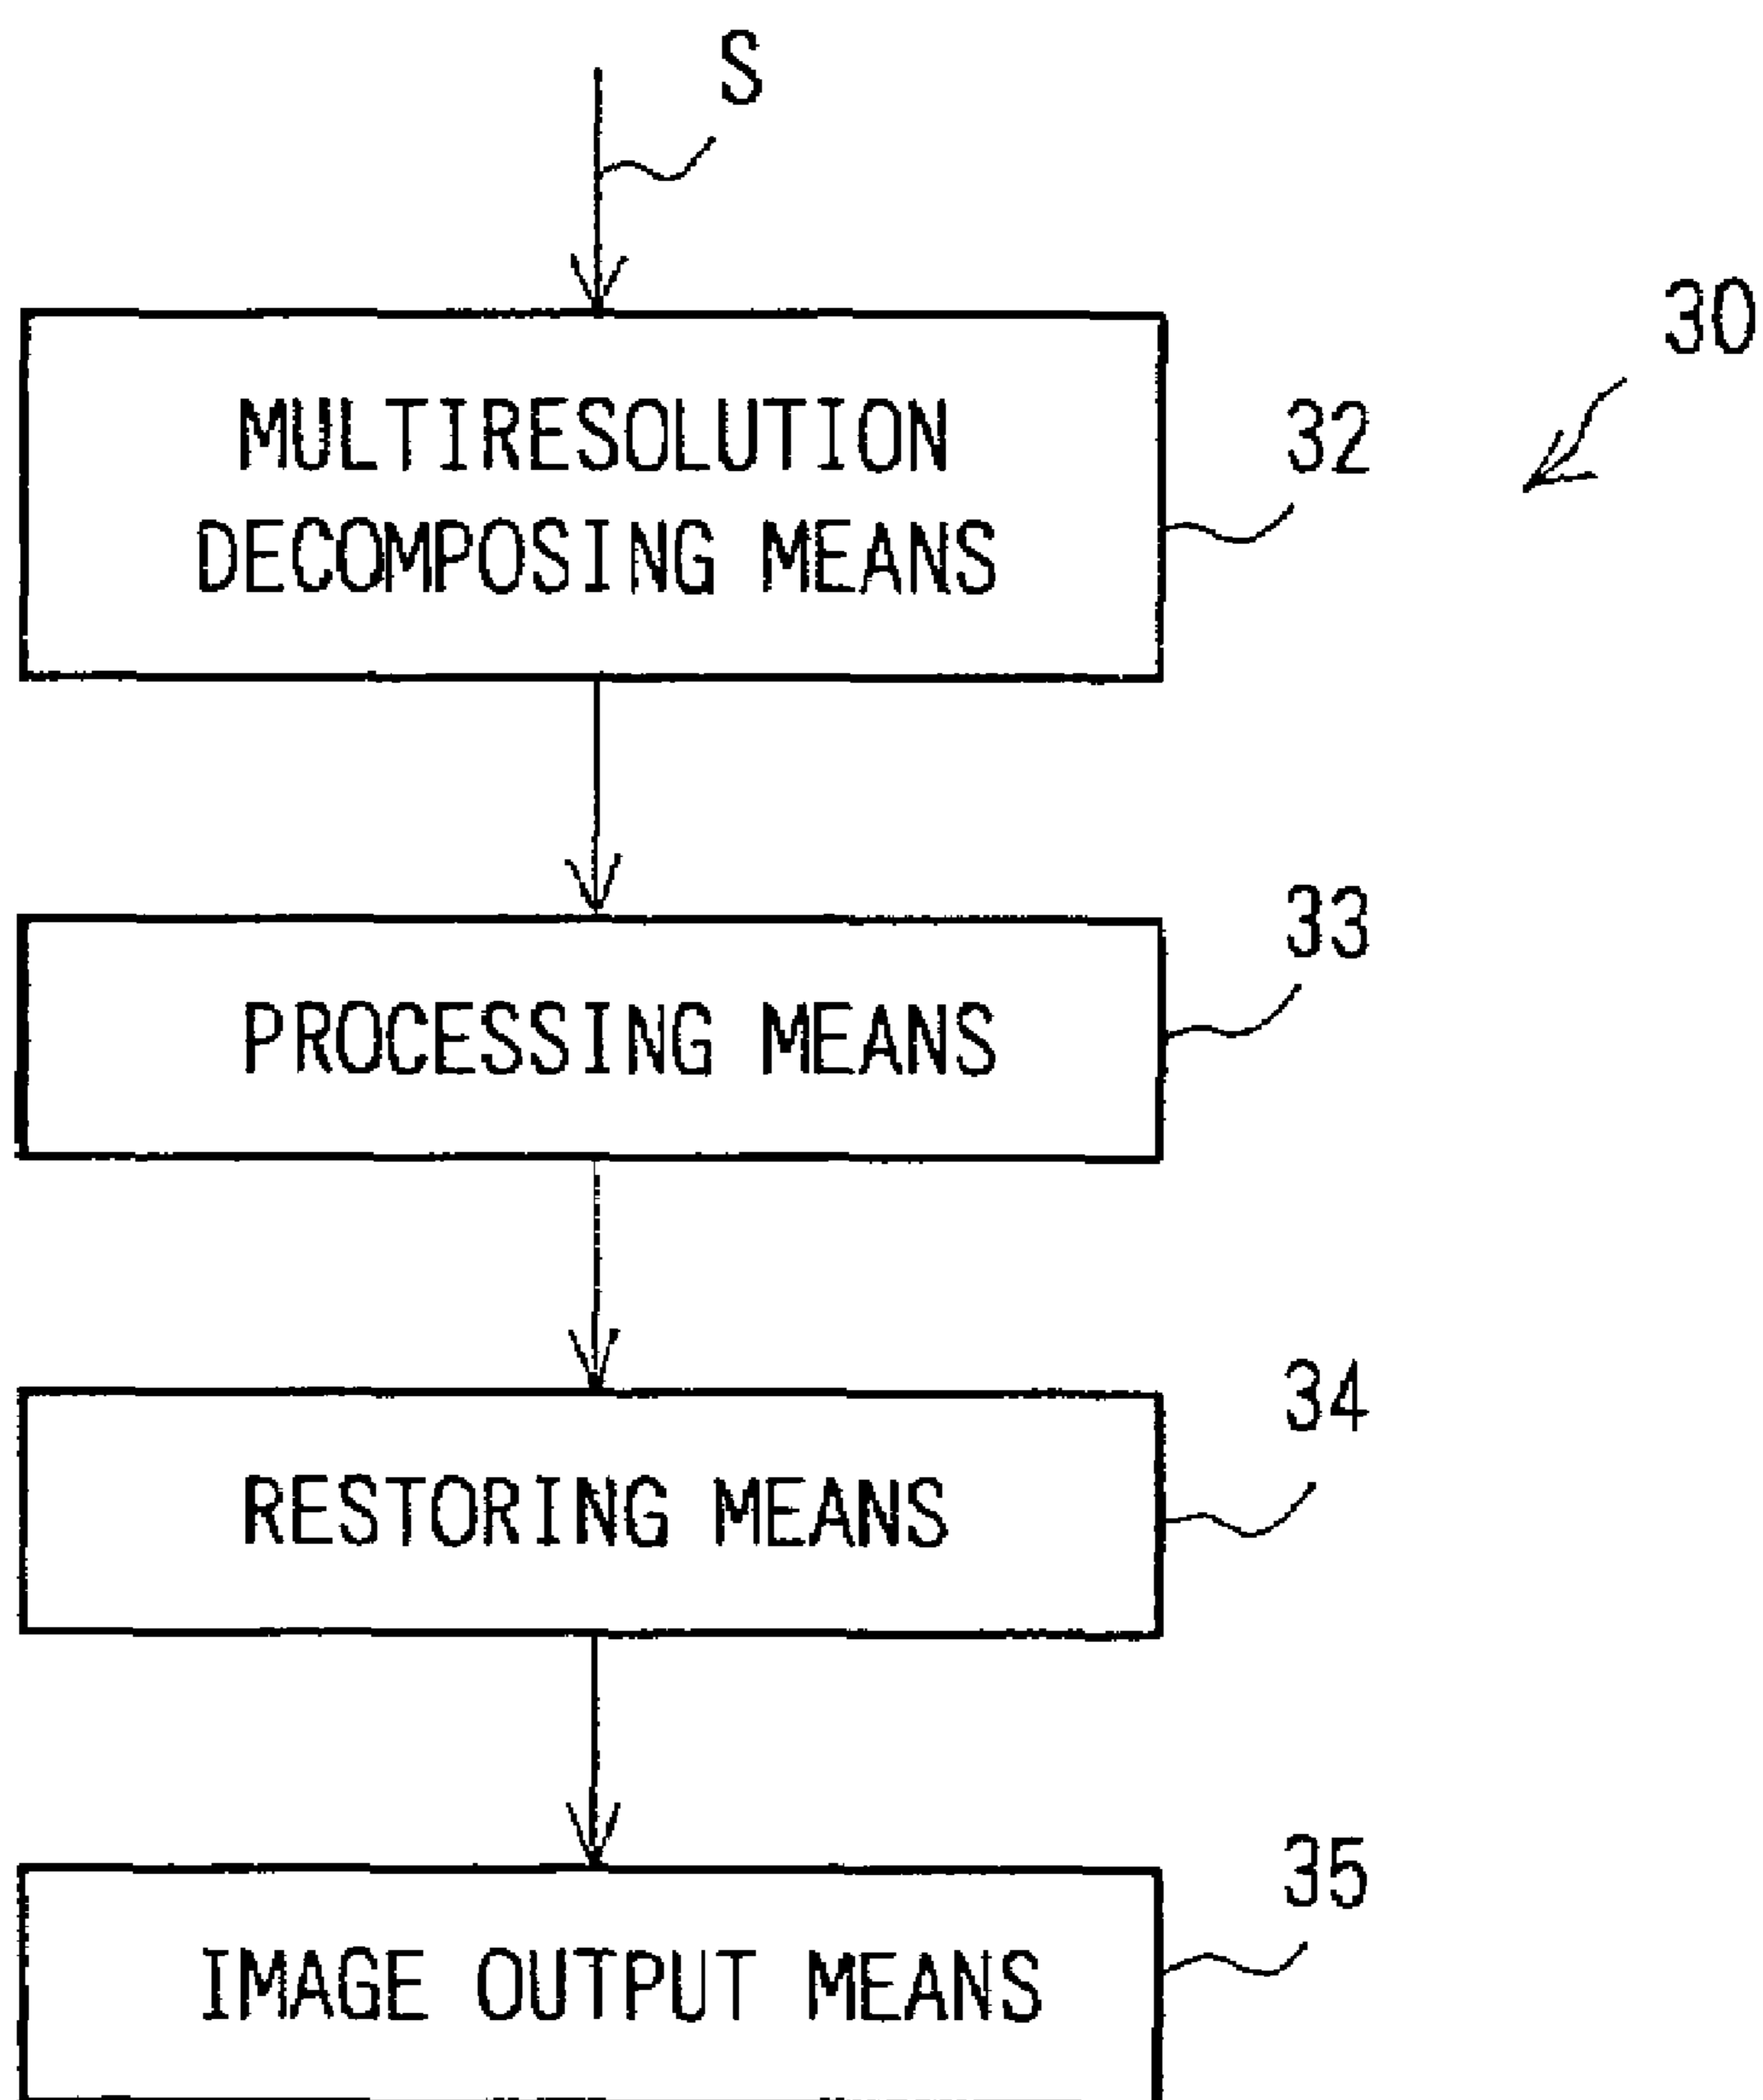 S
30
MULTIRESOLUTION
DECOMPOSING MEANS
32
PROCESSING MEANS
33
RESTORING MEANS
34
IMAGE OUTPUT MEANS
35